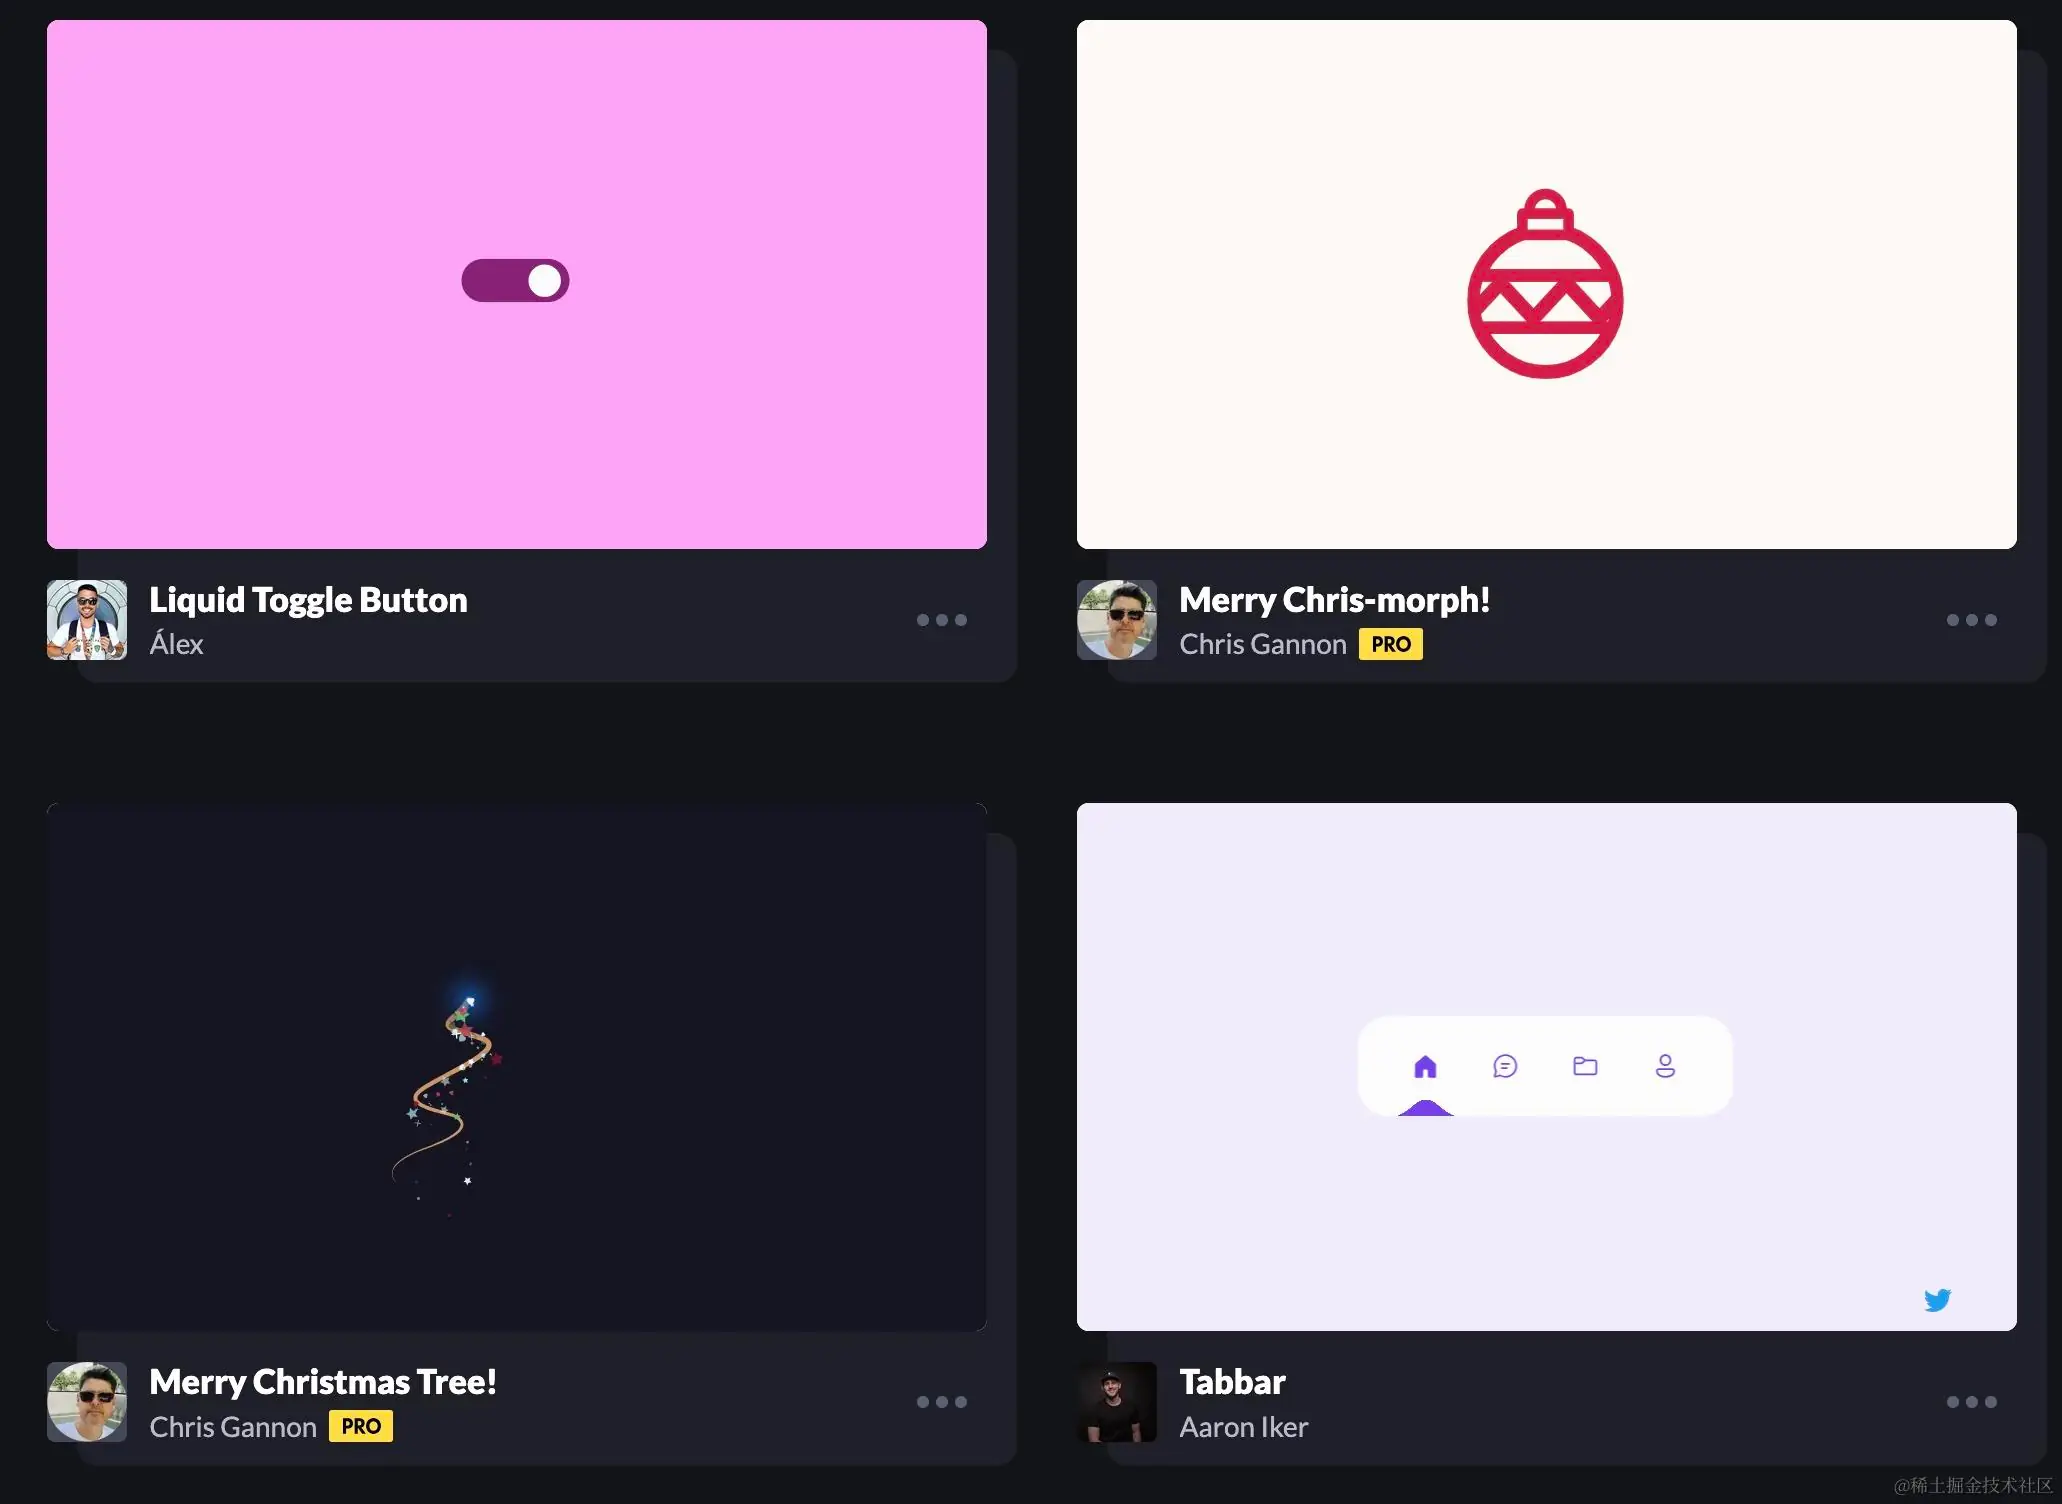 Liquid Toggle Button
Álex
Merry Chris-morph!
Chris Gannon PRO
Merry Christmas Tree!
Chris Gannon PRO
Tabbar
Aaron Iker
@稀土掘金技术社区